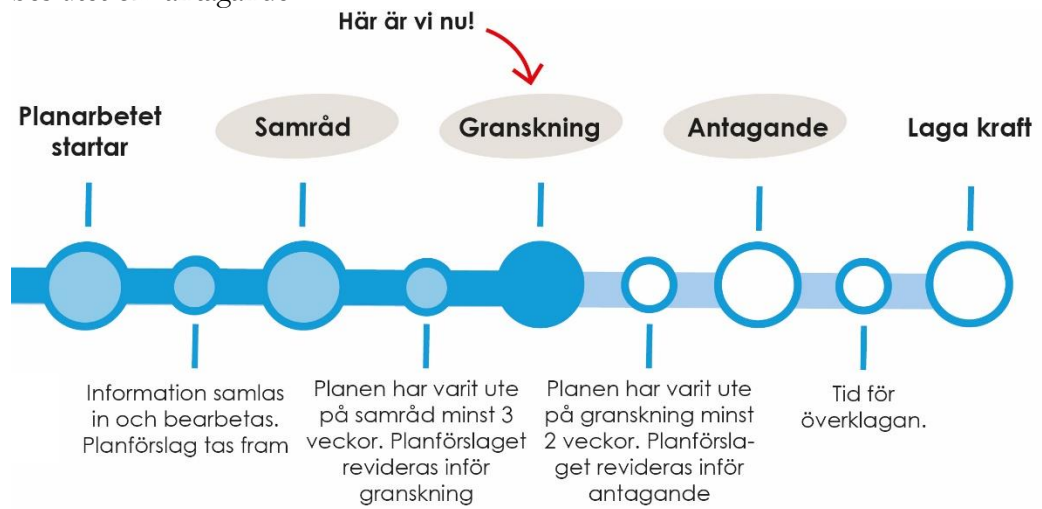 Här är vi nu!
Planarbetet
startar
Samråd
Granskning
Antagande
Laga kraft
Information samlas
in och bearbetas.
Planförslag tas fram
Planen har varit ute
på samråd minst 3
veckor. Planförslaget
revideras inför
granskning
Planen har varit ute
på granskning minst
2 veckor. Planförsla-
get revideras inför
antagande
Tid för
överklagan.